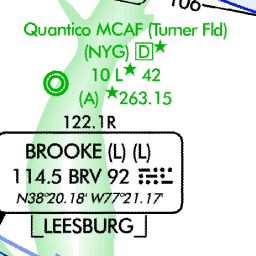 106
Quantico MCAF (Turner Fld)
(NYG) D★
10 L★ 42
(A) ★263.15
122.1R
BROOKE (L) (L)
114.5 BRV 92
N38°20.18' W77°21.17'
LEESBURG